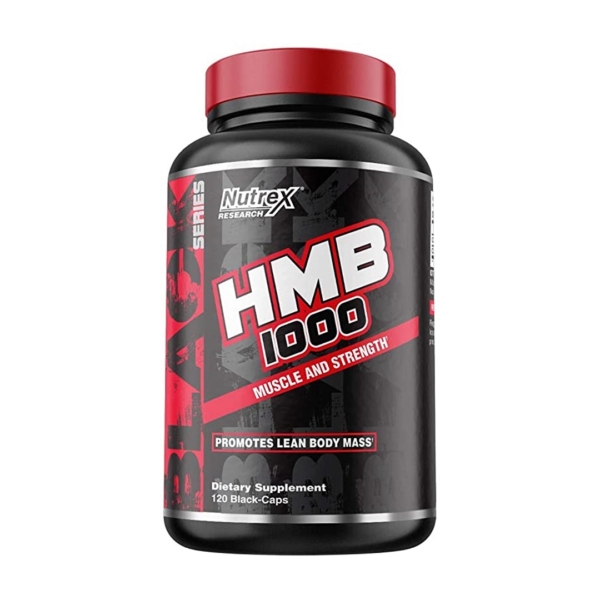 BLACK
SERIES
Nutrex®
RESEARCH
HMB
1000
MUSCLE AND STRENGTH†
PROMOTES LEAN BODY MASS†
Dietary Supplement
120 Black-Caps